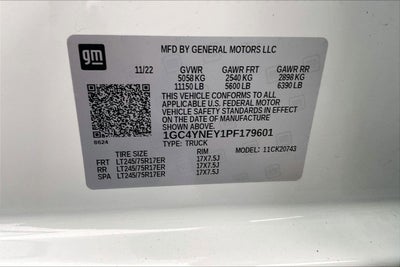 gm
MFD BY GENERAL MOTORS LLC
11/22 GVWR GAWR FRT GAWR RR
5058 KG 2540 KG 2898 KG
11150 LB 5600 LB 6390 LB
THIS VEHICLE CONFORMS TO ALL
APPLICABLE U.S. FEDERAL MOTOR
VEHICLE SAFETY STANDARDS IN EFFECT
ON THE DATE OF MANUFACTURE SHOWN ABOVE.
8624 1GC4YNEY1PF179601
TYPE: TRUCK
TIRE SIZE RIM 11CK20743
FRT LT245/75R17ER 17X7.5J
RR LT245/75R17ER 17X7.5J
SPA LT245/75R17ER 17X7.5J